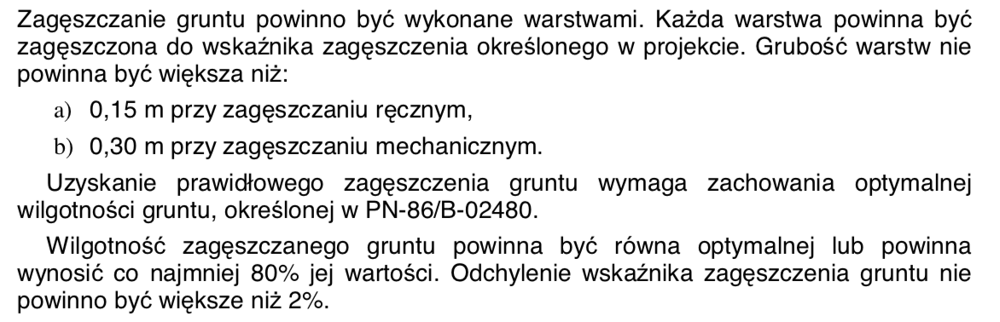 Zagęszczanie gruntu powinno być wykonane warstwami. Każda warstwa powinna być
zagęszczona do wskaźnika zagęszczenia określonego w projekcie. Grubość warstw nie
powinna być większa niż:
a) 0,15 m przy zagęszczaniu ręcznym,
b) 0,30 m przy zagęszczaniu mechanicznym.
Uzyskanie prawidłowego zagęszczenia gruntu wymaga zachowania optymalnej
wilgotności gruntu, określonej w PN-86/B-02480.
Wilgotność zagęszczanego gruntu powinna być równa optymalnej lub powinna
wynosić co najmniej 80% jej wartości. Odchylenie wskaźnika zagęszczenia gruntu nie
powinno być większe niż 2%.